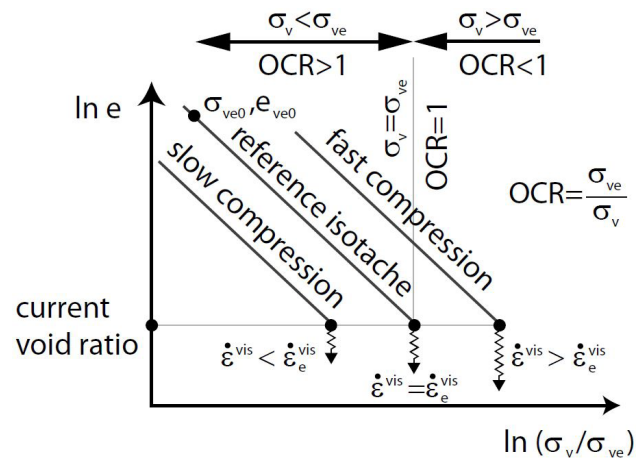 σv<σve
σv>σve
OCR>1
OCR<1
ln e
σve0, eve0
σv=σve
OCR=1
fast compression
reference isotache
slow compression
OCR=σve/σv
current
void ratio
ε̇vis < ε̇evis
ε̇vis = ε̇evis
ε̇vis > ε̇evis
ln (σv/σve)